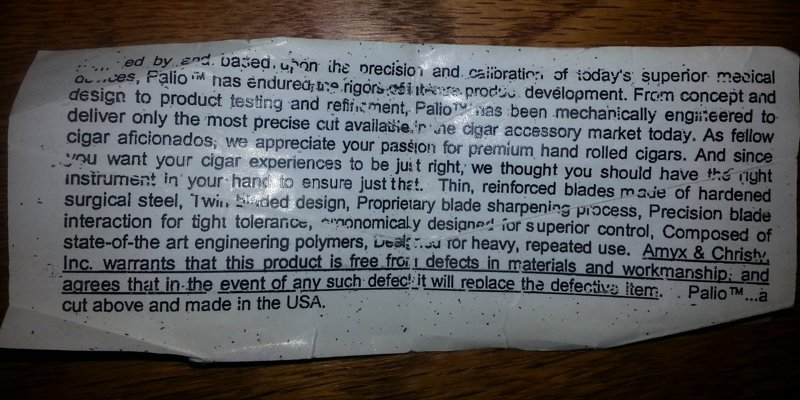 ed by and based upon the precision and calibration of today's superior medical
devices, Palio™ has endured the rigors of intense product development. From concept and
design to product testing and refinement, Palio™ has been mechanically engineered to
deliver only the most precise cut available in the cigar accessory market today. As fellow
cigar aficionados, we appreciate your passion for premium hand rolled cigars. And since
you want your cigar experiences to be just right, we thought you should have the right
instrument in your hand to ensure just that. Thin, reinforced blades made of hardened
surgical steel, Twin bladed design, Proprietary blade sharpening process, Precision blade
interaction for tight tolerance, ergonomically designed for superior control, Composed of
state-of-the art engineering polymers, Designed for heavy, repeated use. Amyx & Christy,
Inc. warrants that this product is free from defects in materials and workmanship; and
agrees that in the event of any such defect it will replace the defective item. Palio™...a
cut above and made in the USA.